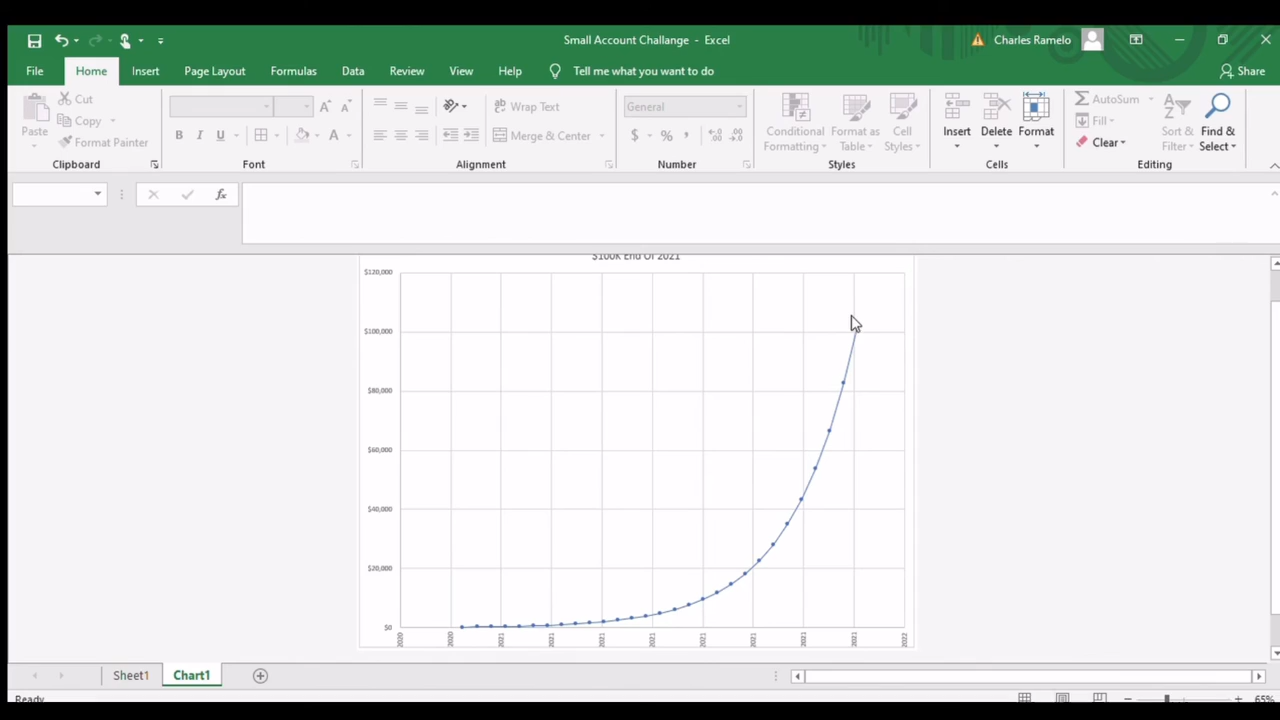 Small Account Challange - Excel
Charles Ramelo
File Home Insert Page Layout Formulas Data Review View Help Tell me what you want to do Share
Paste
Cut
Copy
Format Painter
Clipboard
B I U
A
Font
Wrap Text
Merge & Center
Alignment
General
$ % ,
Number
Conditional Formatting
Format as Table
Cell Styles
Styles
Insert
Delete
Format
Cells
AutoSum
Fill
Clear
Sort & Filter
Find & Select
Editing
fx
$100K End Of 2021
$120,000
$100,000
$80,000
$60,000
$40,000
$20,000
$0
2020 2020 2021 2021 2021 2021 2021 2021 2021 2021 2022
Sheet1 Chart1
Ready
65%